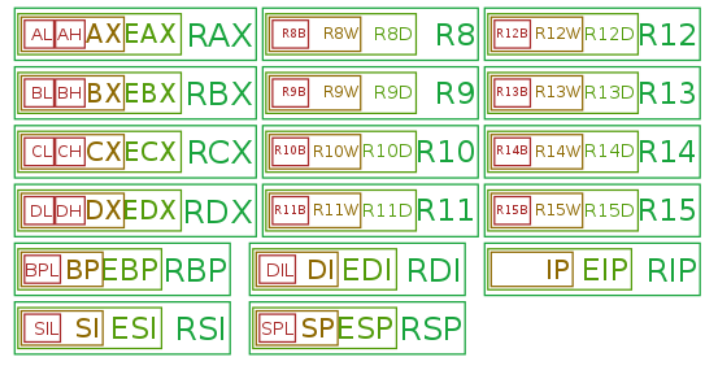 AL AH AX EAX RAX R8B R8W R8D R8 R12B R12W R12D R12
BL BH BX EBX RBX R9B R9W R9D R9 R13B R13W R13D R13
CL CH CX ECX RCX R10B R10W R10D R10 R14B R14W R14D R14
DL DH DX EDX RDX R11B R11W R11D R11 R15B R15W R15D R15
BPL BP EBP RBP DIL DI EDI RDI IP EIP RIP
SIL SI ESI RSI SPL SP ESP RSP